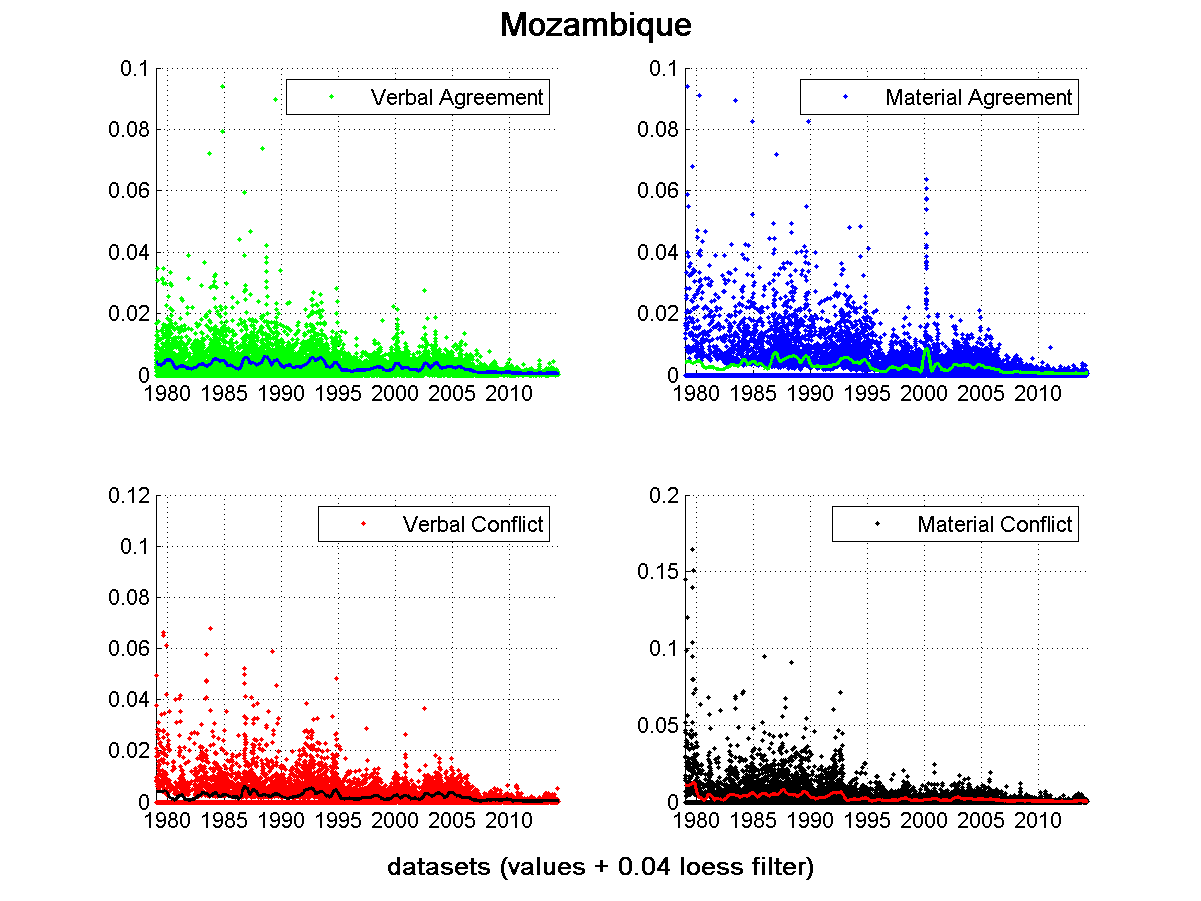 Mozambique
0.1
0.08
0.06
0.04
0.02
0
1980 1985 1990 1995 2000 2005 2010
Verbal Agreement
0.1
0.08
0.06
0.04
0.02
0
1980 1985 1990 1995 2000 2005 2010
Material Agreement
0.12
0.1
0.08
0.06
0.04
0.02
0
1980 1985 1990 1995 2000 2005 2010
Verbal Conflict
0.2
0.15
0.1
0.05
0
1980 1985 1990 1995 2000 2005 2010
Material Conflict
datasets (values + 0.04 loess filter)